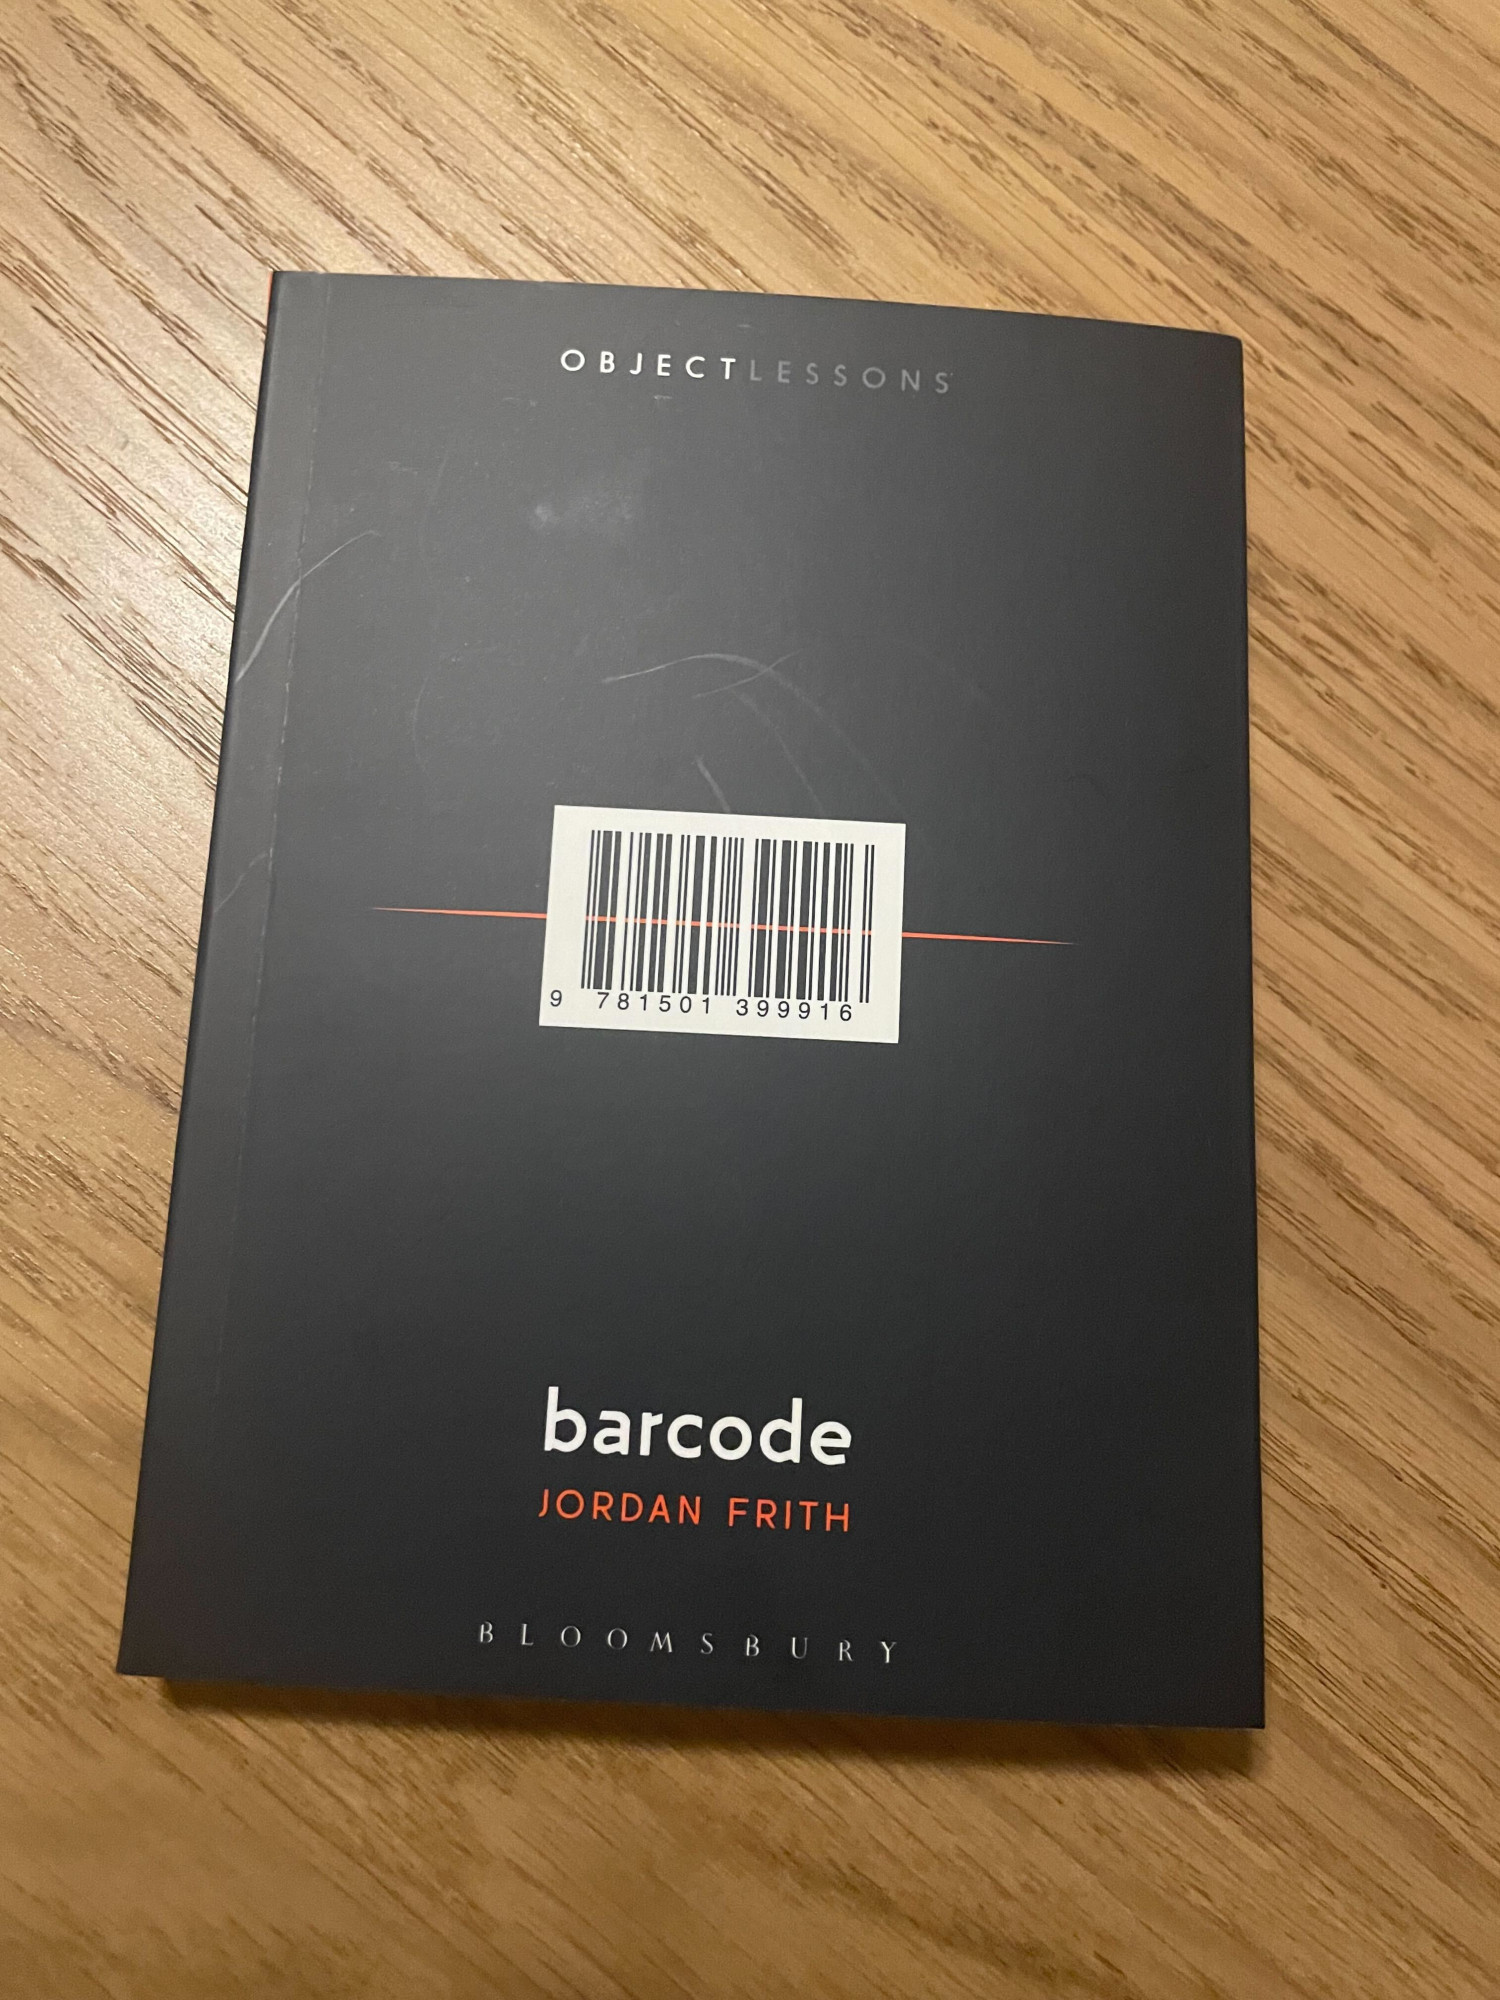 OBJECTLESSONS
9 781501 399916
barcode
JORDAN FRITH
BLOOMSBURY